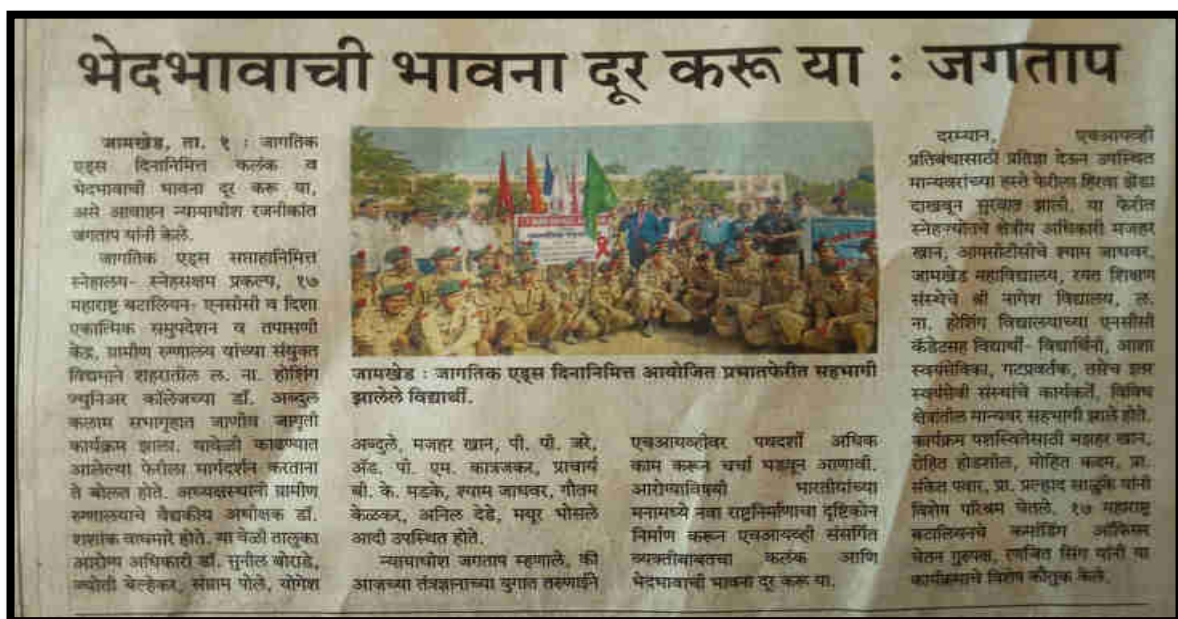 भेदभावाची भावना दूर करू या : जगताप
जामखेड, ता. १ : जागतिक
एड्स दिनानिमित्त कलंक व
भेदभावाची भावना दूर करू या,
असे आवाहन न्यायाधीश रजनीकांत
जगताप यांनी केले.
जागतिक एड्स सप्ताहानिमित्त
स्नेहालय- स्नेहसक्षम प्रकल्प, १७
महाराष्ट्र बटालियन- एनसीसी व दिशा
एकात्मिक समुपदेशन व तपासणी
केंद्र, ग्रामीण रुग्णालय यांच्या संयुक्त
विद्यमाने शहरातील ल. ना. होशिंग
ज्युनिअर कॉलेजच्या डॉ. अब्दुल
कलाम सभागृहात जाणीव जागृती
कार्यक्रम झाला. यावेळी काढण्यात
आलेल्या फेरीला मार्गदर्शन करताना
ते बोलत होते. अध्यक्षस्थानी ग्रामीण
रुग्णालयाचे वैद्यकीय अधीक्षक डॉ.
शशांक वाघमारे होते. या वेळी तालुका
आरोग्य अधिकारी डॉ. सुनील बोराडे,
ज्योती बेल्हेकर, संग्राम पोले, योगेश
जामखेड : जागतिक एड्स दिनानिमित्त आयोजित प्रभातफेरीत सहभागी
झालेले विद्यार्थी.
अब्दुले, मजहर खान, पी. पी. जरे,
अ‍ॅड. पी. एम. कात्रजकर, प्राचार्य
बी. के. मडके, श्याम जाधवर, गौतम
केळकर, अनिल देडे, मयूर भोसले
आदी उपस्थित होते.
न्यायाधीश जगताप म्हणाले, की
आजच्या तंत्रज्ञानाच्या युगात तरुणाईने
एचआयव्हीवर पथदर्शी अधिक
काम करून चर्चा घडवून आणावी.
आरोग्याविषयी भारतीयांच्या
मनामध्ये नवा राष्ट्रनिर्माणाचा दृष्टिकोन
निर्माण करून एचआयव्ही संसर्गित
व्यक्तींबाबतचा कलंक आणि
भेदभावाची भावना दूर करू या.
दरम्यान, एचआयव्ही
प्रतिबंधासाठी प्रतिज्ञा देऊन उपस्थित
मान्यवरांच्या हस्ते फेरीला हिरवा झेंडा
दाखवून सुरवात झाली. या फेरीत
स्नेहज्योतचे क्षेत्रीय अधिकारी मजहर
खान, आयसीटीसीचे श्याम जाधवर,
जामखेड महाविद्यालय, रयत शिक्षण
संस्थेचे श्री नागेश विद्यालय, ल.
ना. होशिंग विद्यालयाच्या एनसीसी
कॅडेटसह विद्यार्थी- विद्यार्थिनी, आशा
स्वयंसेविका, गटप्रवर्तक, तसेच इतर
स्वयंसेवी संस्थांचे कार्यकर्ते, विविध
क्षेत्रांतील मान्यवर सहभागी झाले होते.
कार्यक्रम यशस्वितेसाठी मझहर खान,
रोहित होडशीळ, मोहित कदम, प्रा.
संकेत पवार, प्रा. प्रल्हाद साळुंके यांनी
विशेष परिश्रम घेतले. १७ महाराष्ट्र
बटालियनचे कमांडिंग ऑफिसर
चेतन गुरुबक्ष, रणजित सिंग यांनी या
कार्यक्रमाचे विशेष कौतुक केले.